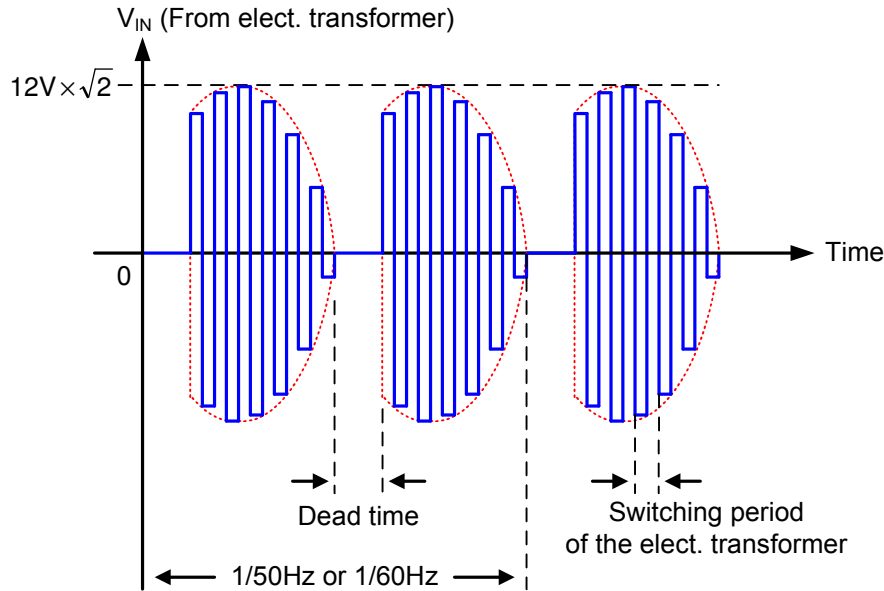 V_IN (From elect. transformer)
12V×√2
Time
0
Dead time
Switching period
of the elect. transformer
1/50Hz or 1/60Hz